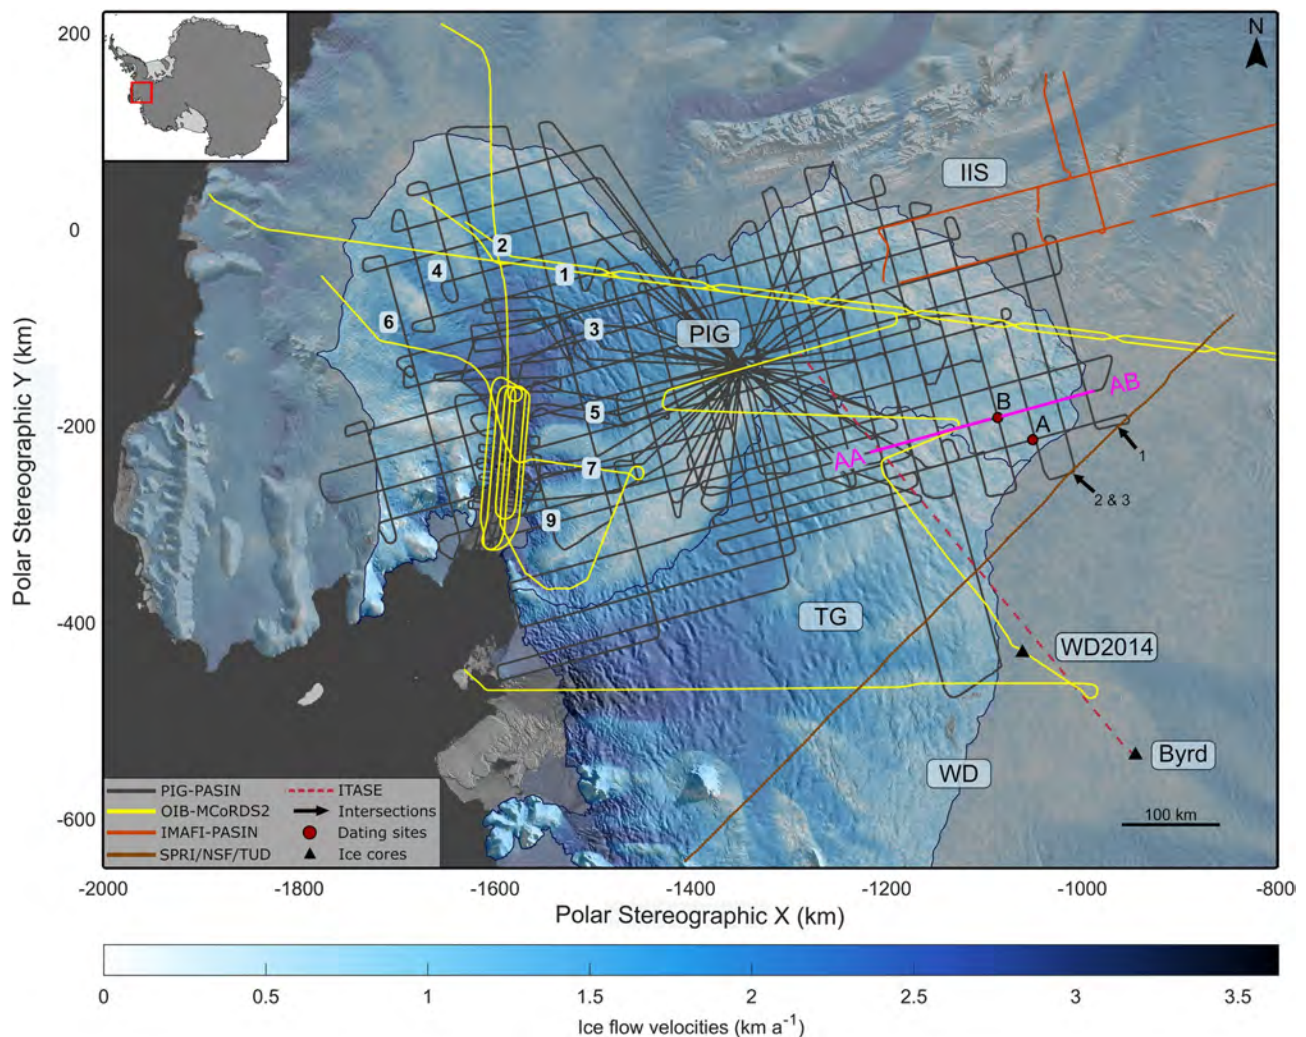 200
0
-200
-400
-600
Polar Stereographic Y (km)
N
IIS
2
4
1
6
3
PIG
5
7
9
AB
B
A
AA
1
2 & 3
TG
WD2014
WD
Byrd
100 km
PIG-PASIN
OIB-MCoRDS2
IMAFI-PASIN
SPRI/NSF/TUD
ITASE
Intersections
Dating sites
Ice cores
-2000 -1800 -1600 -1400 -1200 -1000 -800
Polar Stereographic X (km)
0 0.5 1 1.5 2 2.5 3 3.5
Ice flow velocities (km a⁻¹)